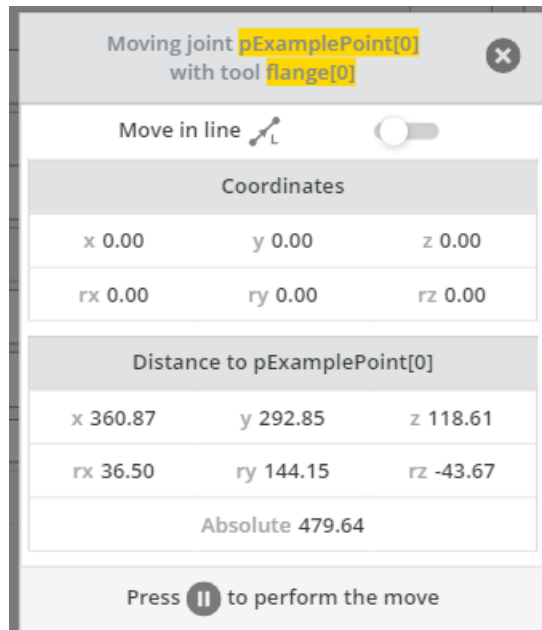 Moving joint pExamplePoint[0]
with tool flange[0]
Move in line L
Coordinates
x 0.00 y 0.00 z 0.00
rx 0.00 ry 0.00 rz 0.00
Distance to pExamplePoint[0]
x 360.87 y 292.85 z 118.61
rx 36.50 ry 144.15 rz -43.67
Absolute 479.64
Press to perform the move